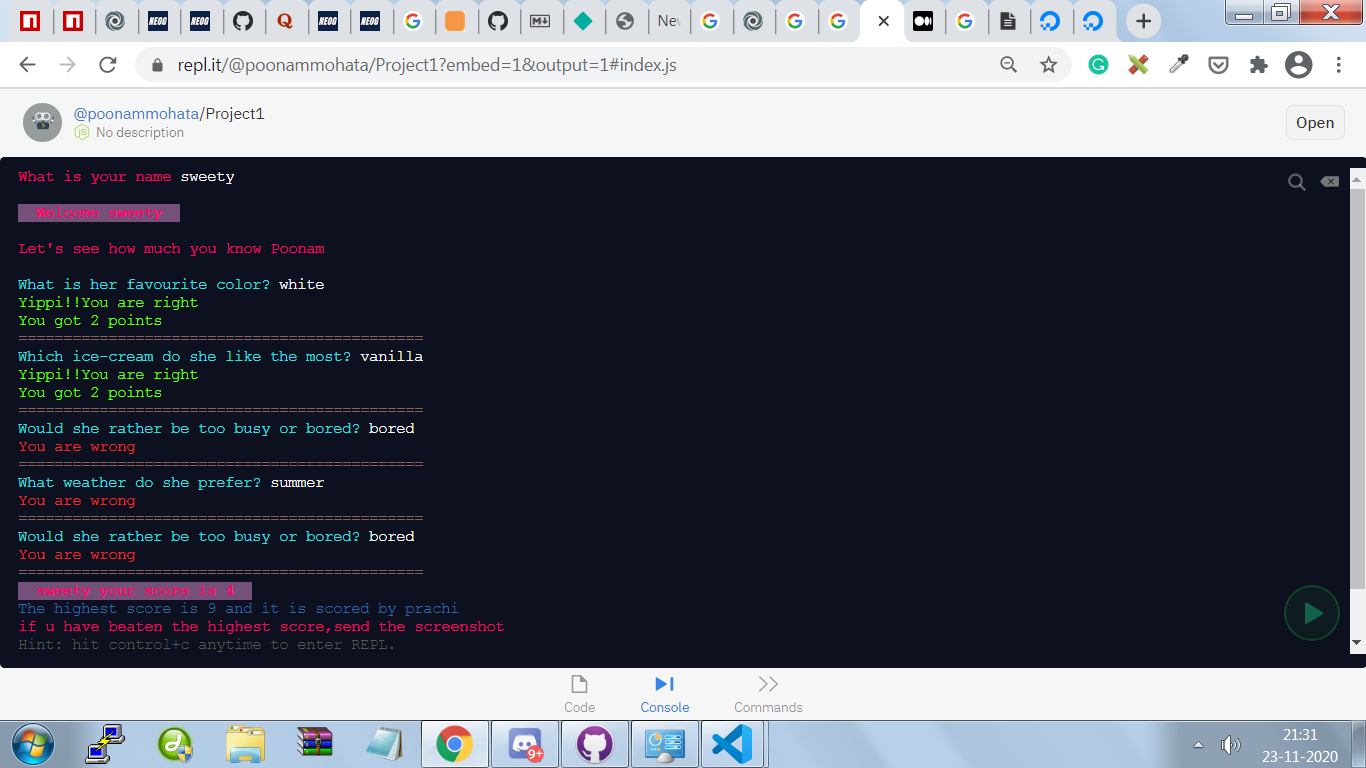 NEOG
NEOG
NEOG
NEOG
NEOG
Nev
repl.it/@poonammohata/Project1?embed=1&output=1#index.js
@poonammohata/Project1
No description
Open
What is your name sweety
Welcome sweety
Let's see how much you know Poonam
What is her favourite color? white
Yippi!!You are right
You got 2 points
=============================================
Which ice-cream do she like the most? vanilla
Yippi!!You are right
You got 2 points
=============================================
Would she rather be too busy or bored? bored
You are wrong
=============================================
What weather do she prefer? summer
You are wrong
=============================================
Would she rather be too busy or bored? bored
You are wrong
=============================================
sweety your score is 4
The highest score is 9 and it is scored by prachi
if u have beaten the highest score,send the screenshot
Hint: hit control+c anytime to enter REPL.
Code
Console
Commands
9+
21:31
23-11-2020